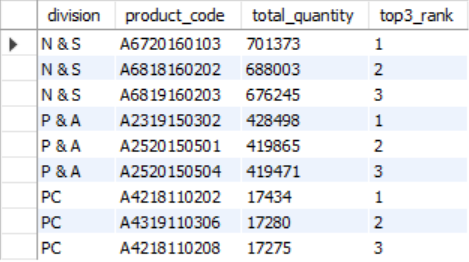 division product_code total_quantity top3_rank
N & S A6720160103 701373 1
N & S A6818160202 688003 2
N & S A6819160203 676245 3
P & A A2319150302 428498 1
P & A A2520150501 419865 2
P & A A2520150504 419471 3
PC A4218110202 17434 1
PC A4319110306 17280 2
PC A4218110208 17275 3